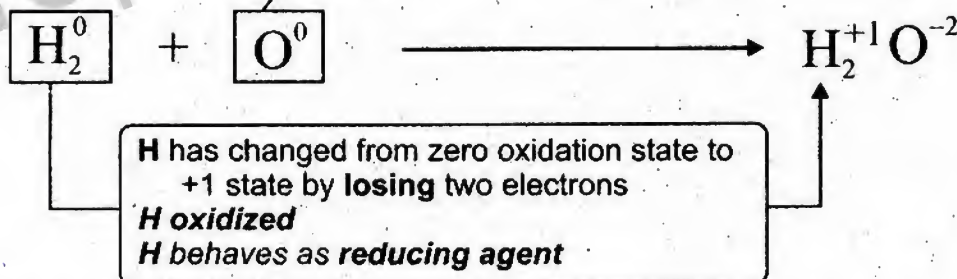 H₂⁰ + O⁰ ⟶ H₂⁺¹ O⁻²
H has changed from zero oxidation state to
+1 state by losing two electrons
H oxidized
H behaves as reducing agent